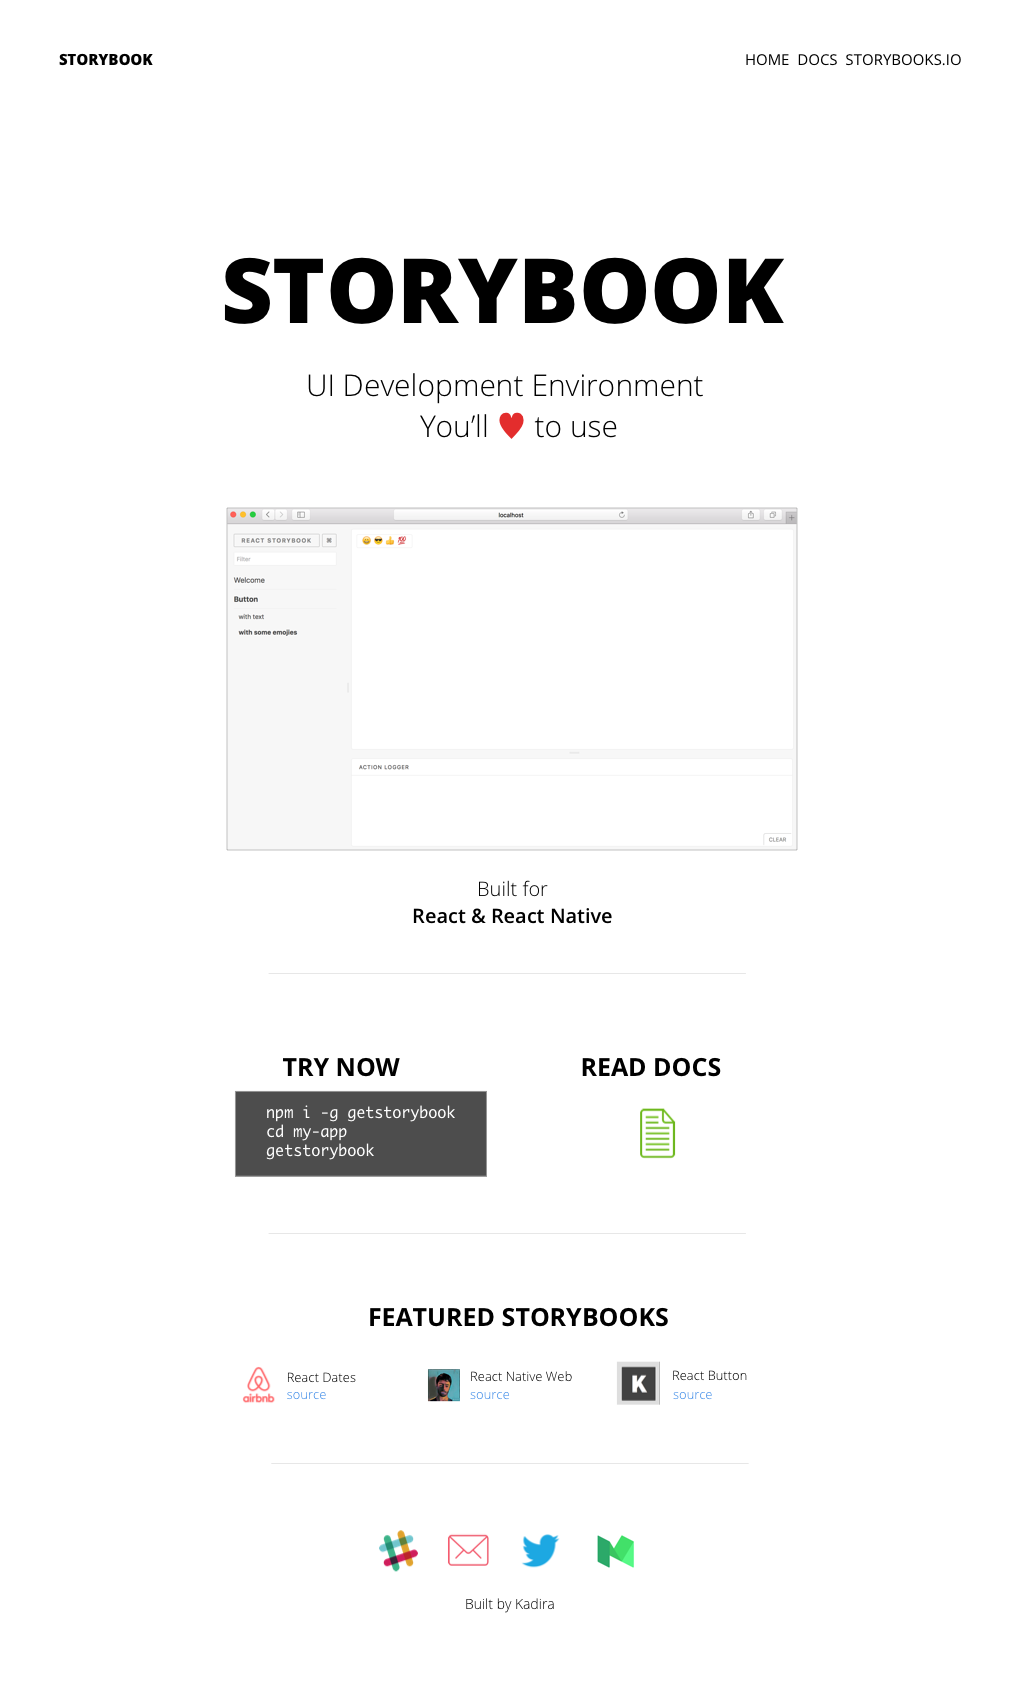 STORYBOOK
HOME DOCS STORYBOOKS.IO
STORYBOOK
UI Development Environment
You'll ❤ to use
localhost
REACT STORYBOOK ⌘
Filter
Welcome
Button
with text
with some emojies
😀 😎 👍 💯
ACTION LOGGER
CLEAR
Built for
React & React Native
TRY NOW
npm i -g getstorybook
cd my-app
getstorybook
READ DOCS
FEATURED STORYBOOKS
airbnb
React Dates
source
React Native Web
source
K
React Button
source
Built by Kadira